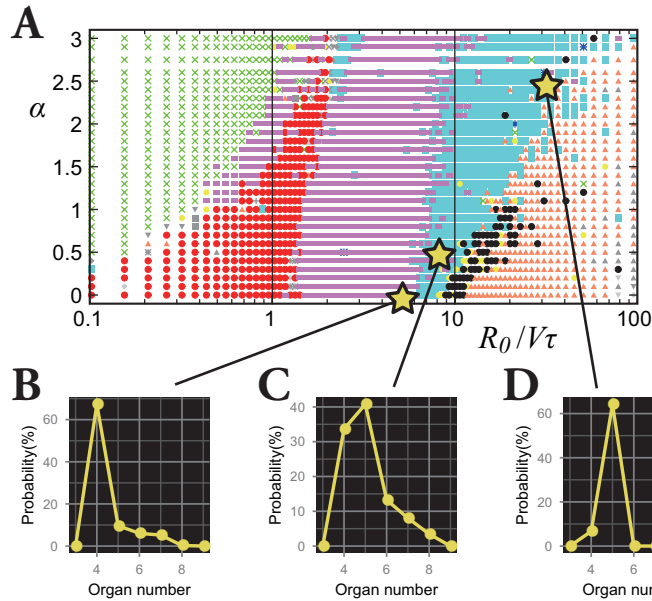 A
3
2.5
2
1.5
1
0.5
0
α
0.1
1
10
100
R₀/Vτ
B
C
D
60
40
20
0
Probability(%)
4
6
8
Organ number
40
30
20
10
0
Probability(%)
4
6
8
Organ number
60
40
20
0
Probability(%)
4
6
Organ nu